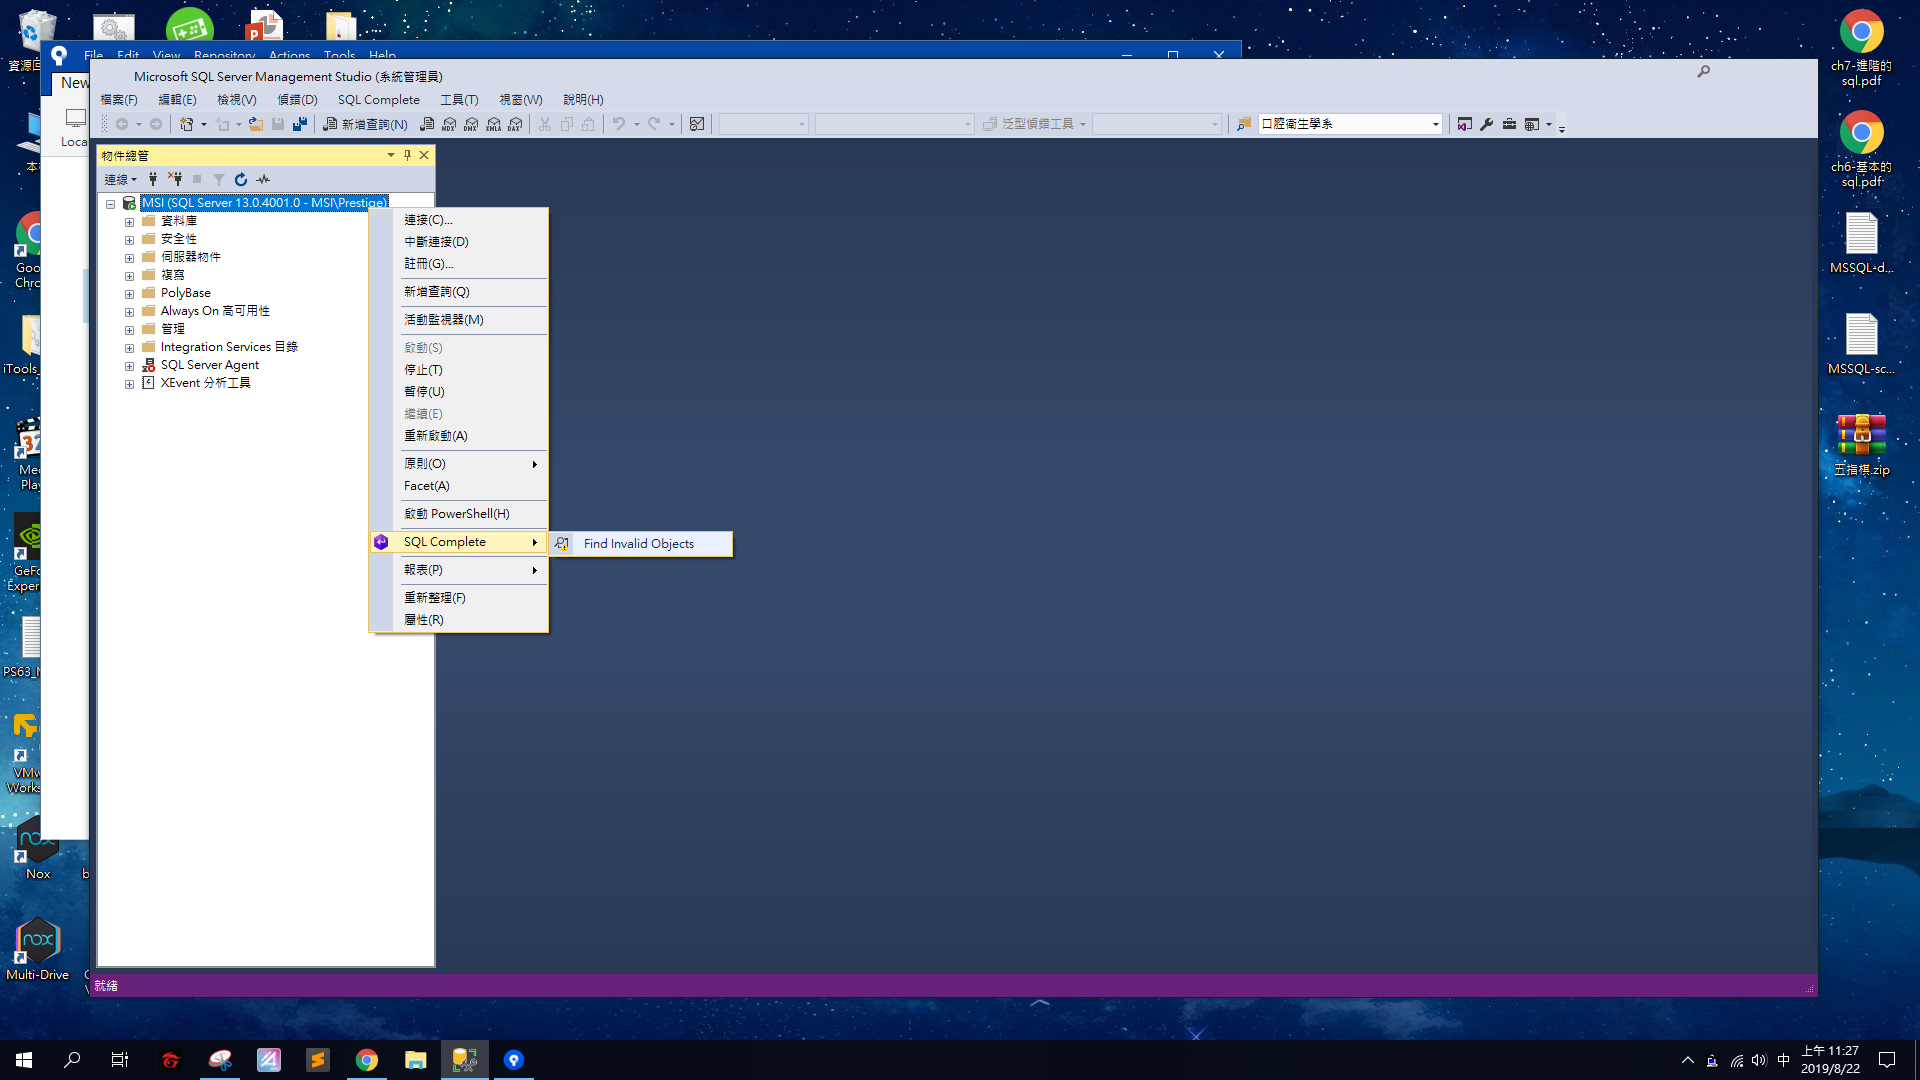 資源回
File Edit View Repository Actions Tools Help
New
Loca
Microsoft SQL Server Management Studio (系統管理員)
檔案(F) 編輯(E) 檢視(V) 偵錯(D) SQL Complete 工具(T) 視窗(W) 說明(H)
新增查詢(N) MDX DMX XMLA DAX 泛型偵錯工具 口腔衛生學系
物件總管
連線
MSI (SQL Server 13.0.4001.0 - MSI\Prestige)
資料庫
安全性
伺服器物件
複寫
PolyBase
Always On 高可用性
管理
Integration Services 目錄
SQL Server Agent
XEvent 分析工具
連接(C)...
中斷連接(D)
註冊(G)...
新增查詢(Q)
活動監視器(M)
啟動(S)
停止(T)
暫停(U)
繼續(E)
重新啟動(A)
原則(O)
Facet(A)
啟動 PowerShell(H)
SQL Complete
Find Invalid Objects
報表(P)
重新整理(F)
屬性(R)
就緒
本
Goo
Chro
iTools_
Me
Play
GeFo
Exper
PS63_M
VMw
Works
Nox
b
nox
Multi-Drive
ch7-進階的
sql.pdf
ch6-基本的
sql.pdf
MSSQL-d...
MSSQL-sc...
五指棋.zip
中
上午 11:27
2019/8/22